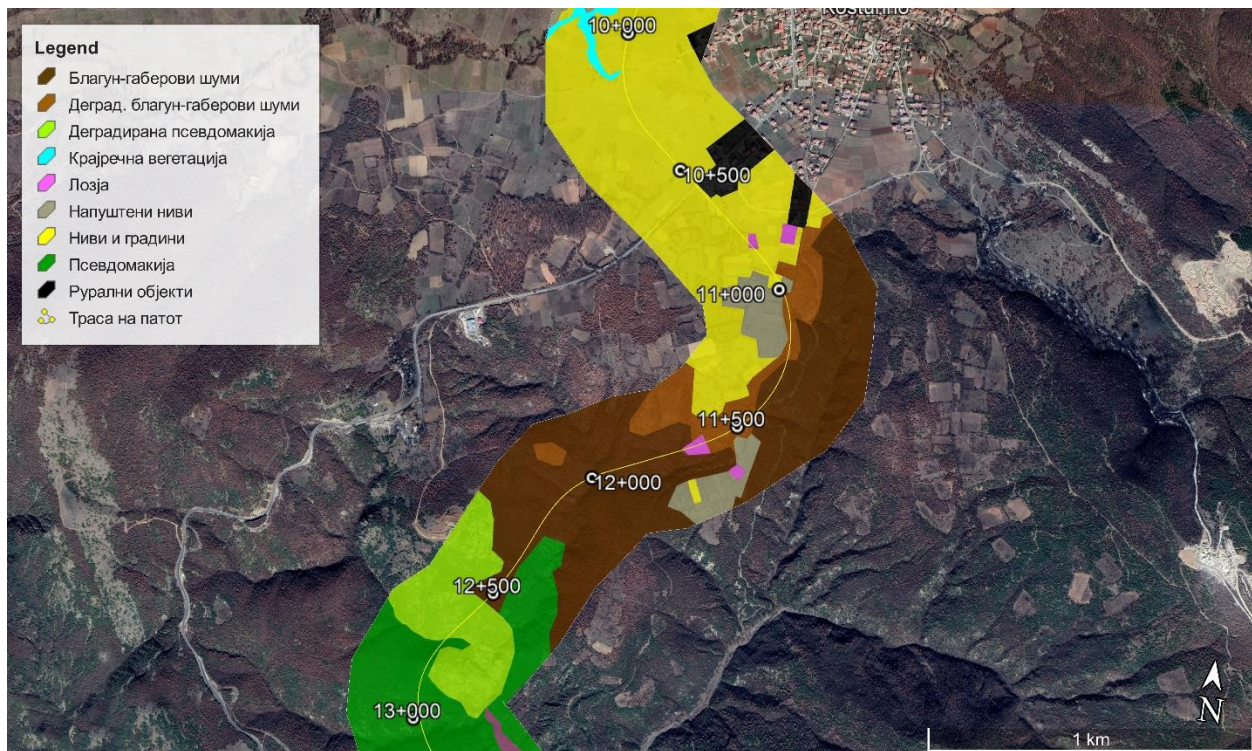 Kosturino
10+000
Legend
Благун-габерови шуми
Деград. благун-габерови шуми
Деградирана псевдомакија
Крајречна вегетација
Лозја
Напуштени ниви
Ниви и градини
Псевдомакија
Рурални објекти
Траса на патот
10+500
11+000
11+500
12+000
12+500
13+000
N
1 km